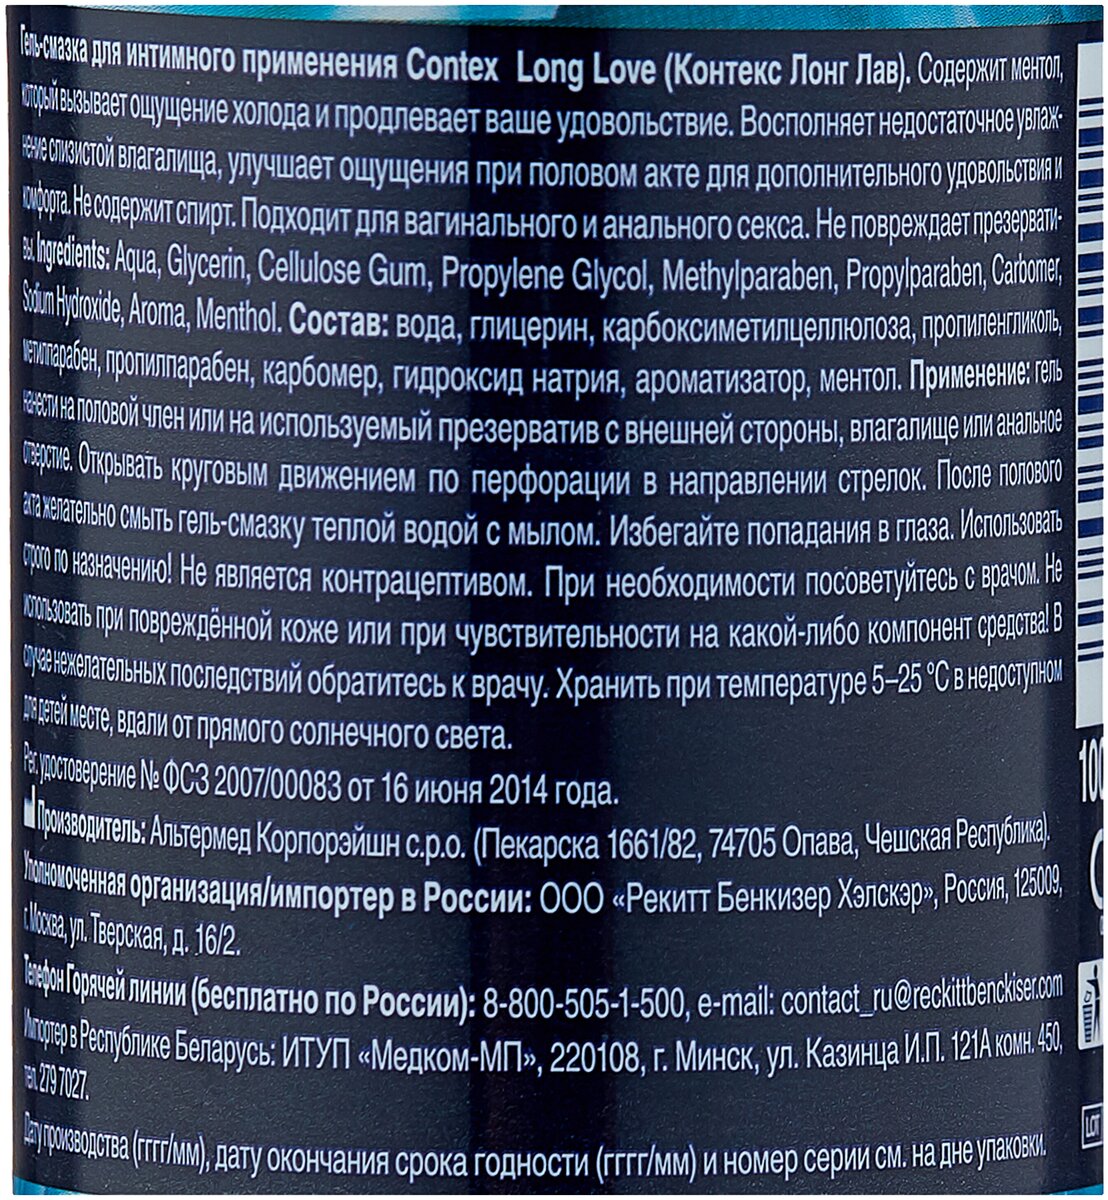 Гель-смазка для интимного применения Contex Long Love (Контекс Лонг Лав). Содержит ментол,
который вызывает ощущение холода и продлевает ваше удовольствие. Восполняет недостаточное увлаж-
нение слизистой влагалища, улучшает ощущения при половом акте для дополнительного удовольствия и
комфорта. Не содержит спирт. Подходит для вагинального и анального секса. Не повреждает презервати-
вы. Ingredients: Aqua, Glycerin, Cellulose Gum, Propylene Glycol, Methylparaben, Propylparaben, Carbomer,
Sodium Hydroxide, Aroma, Menthol. Состав: вода, глицерин, карбоксиметилцеллюлоза, пропиленгликоль,
метилпарабен, пропилпарабен, карбомер, гидроксид натрия, ароматизатор, ментол. Применение: гель
нанести на половой член или на используемый презерватив с внешней стороны, влагалище или анальное
отверстие. Открывать круговым движением по перфорации в направлении стрелок. После полового
акта желательно смыть гель-смазку теплой водой с мылом. Избегайте попадания в глаза. Использовать
строго по назначению! Не является контрацептивом. При необходимости посоветуйтесь с врачом. Не
использовать при повреждённой коже или при чувствительности на какой-либо компонент средства! В
случае нежелательных последствий обратитесь к врачу. Хранить при температуре 5–25 °C в недоступном
для детей месте, вдали от прямого солнечного света.
Рег. удостоверение № ФСЗ 2007/00083 от 16 июня 2014 года.
Производитель: Альтермед Корпорэйшн с.р.о. (Пекарска 1661/82, 74705 Опава, Чешская Республика).
Уполномоченная организация/импортер в России: ООО «Рекитт Бенкизер Хэлскэр», Россия, 125009,
г. Москва, ул. Тверская, д. 16/2.
Телефон Горячей линии (бесплатно по России): 8-800-505-1-500, e-mail: contact_ru@reckittbenckiser.com
Импортер в Республике Беларусь: ИТУП «Медком-МП», 220108, г. Минск, ул. Казинца И.П. 121А комн. 450,
тел. 279 7027.
Дату производства (гггг/мм), дату окончания срока годности (гггг/мм) и номер серии см. на дне упаковки.
100
LOT